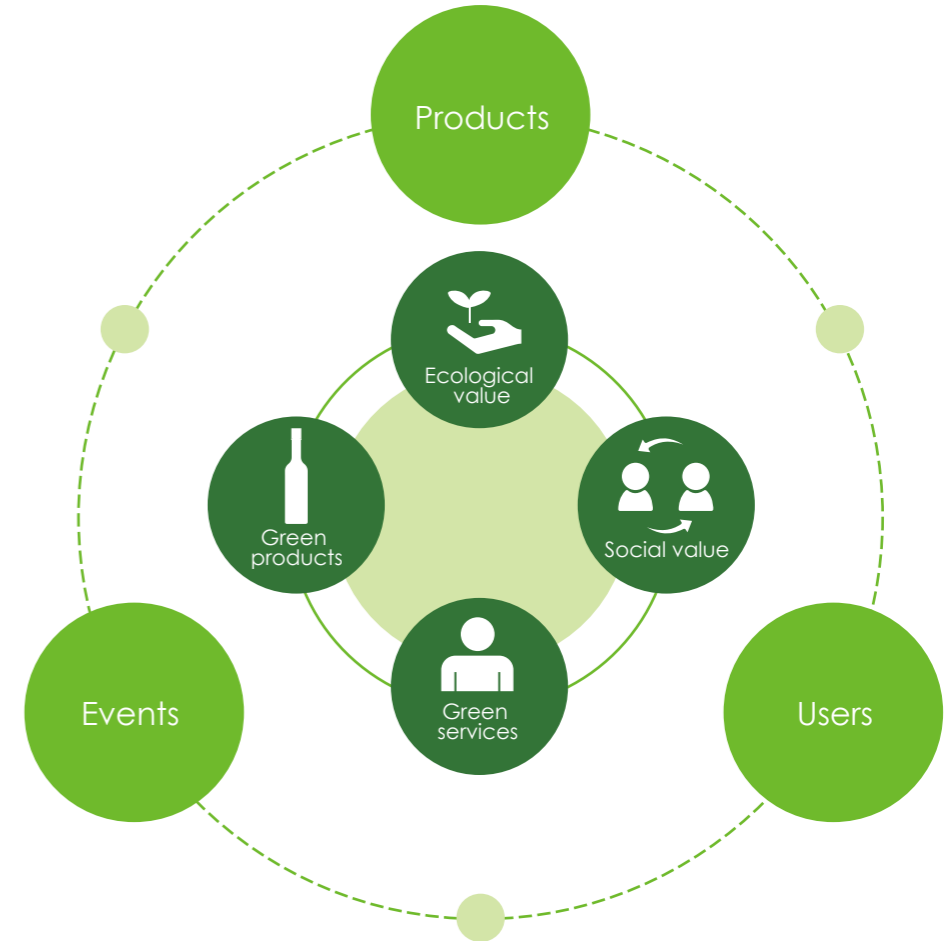 Products
Ecological
value
Green
products
Social value
Green
services
Events
Users